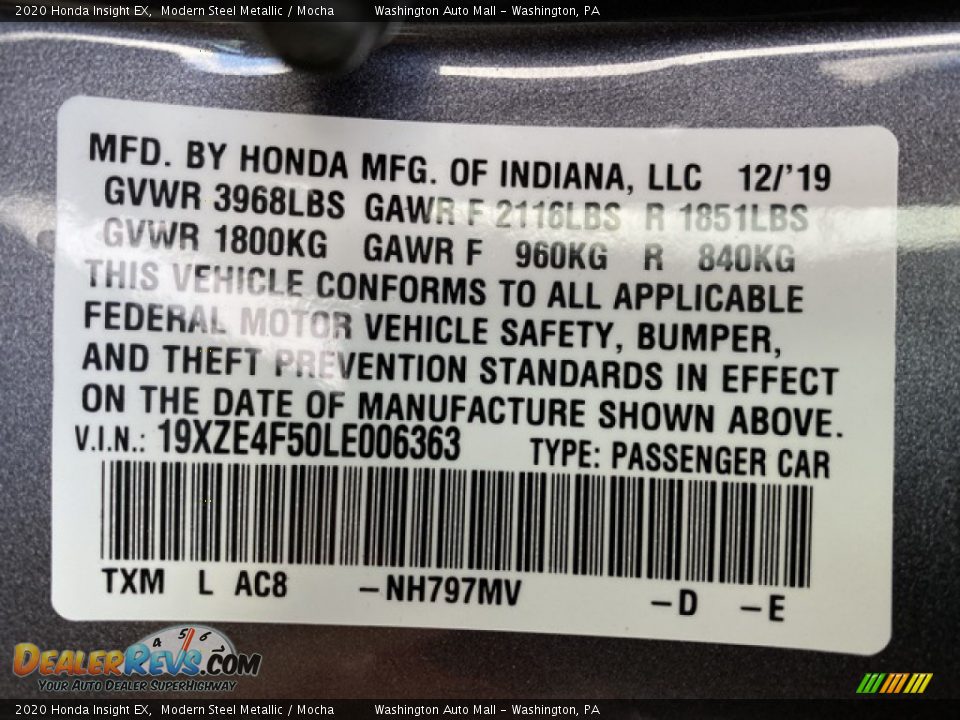 2020 Honda Insight EX, Modern Steel Metallic / Mocha Washington Auto Mall - Washington, PA
MFD. BY HONDA MFG. OF INDIANA, LLC 12/'19
GVWR 3968LBS GAWR F 2116LBS R 1851LBS
GVWR 1800KG GAWR F 960KG R 840KG
THIS VEHICLE CONFORMS TO ALL APPLICABLE
FEDERAL MOTOR VEHICLE SAFETY, BUMPER,
AND THEFT PREVENTION STANDARDS IN EFFECT
ON THE DATE OF MANUFACTURE SHOWN ABOVE.
V.I.N.: 19XZE4F50LE006363 TYPE: PASSENGER CAR
TXM L AC8 -NH797MV -D -E
4 5 6
DEALERREVS.COM
YOUR AUTO DEALER SUPERHIGHWAY
2020 Honda Insight EX, Modern Steel Metallic / Mocha Washington Auto Mall - Washington, PA